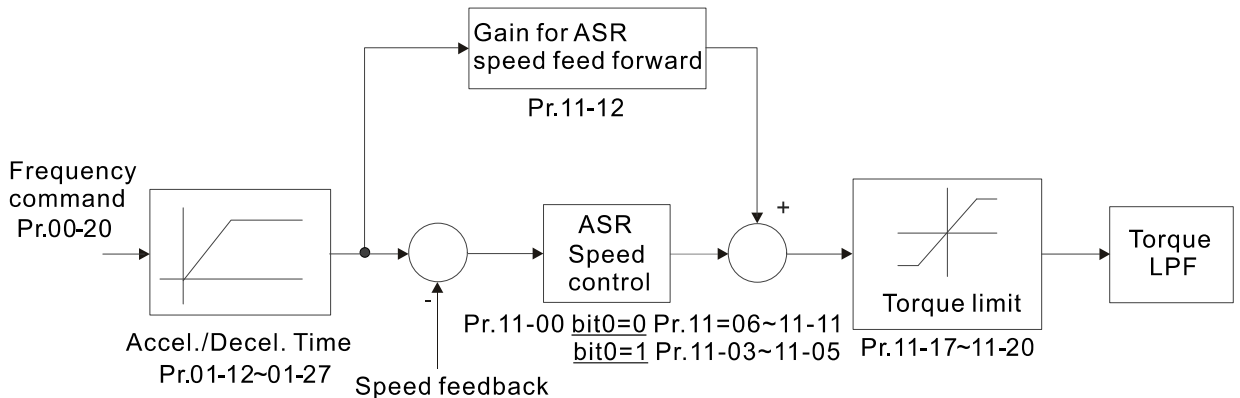 Gain for ASR
speed feed forward
Pr.11-12
Frequency
command
Pr.00-20
+
ASR
Speed
control
Torque
LPF
-
Torque limit
Pr.11-00 bit0=0 Pr.11=06~11-11
bit0=1 Pr.11-03~11-05
Pr.11-17~11-20
Accel./Decel. Time
Pr.01-12~01-27
Speed feedback